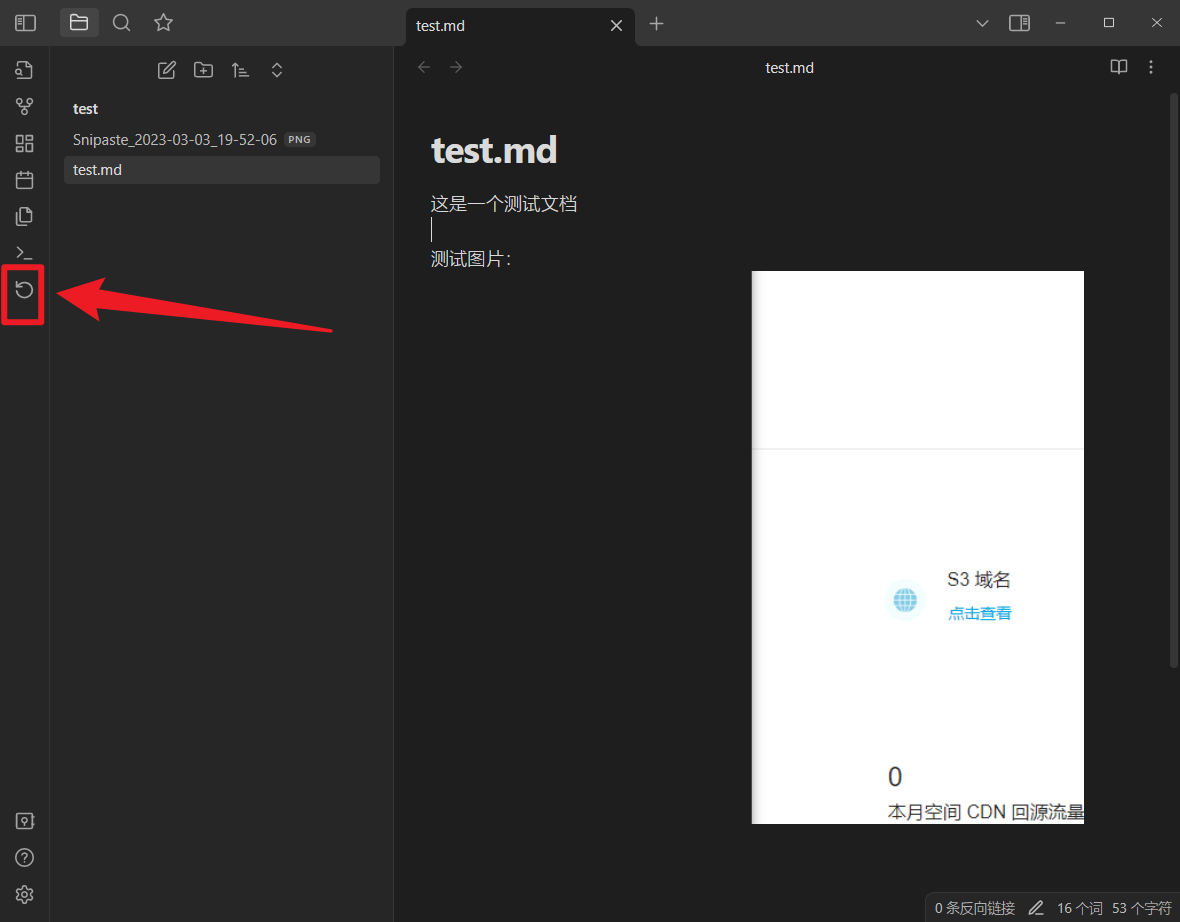 test.md
test.md
test
Snipaste_2023-03-03_19-52-06 PNG
test.md
test.md
这是一个测试文档
测试图片：
S3 域名
点击查看
0
本月空间 CDN 回源流量
0 条反向链接 16 个词 53 个字符